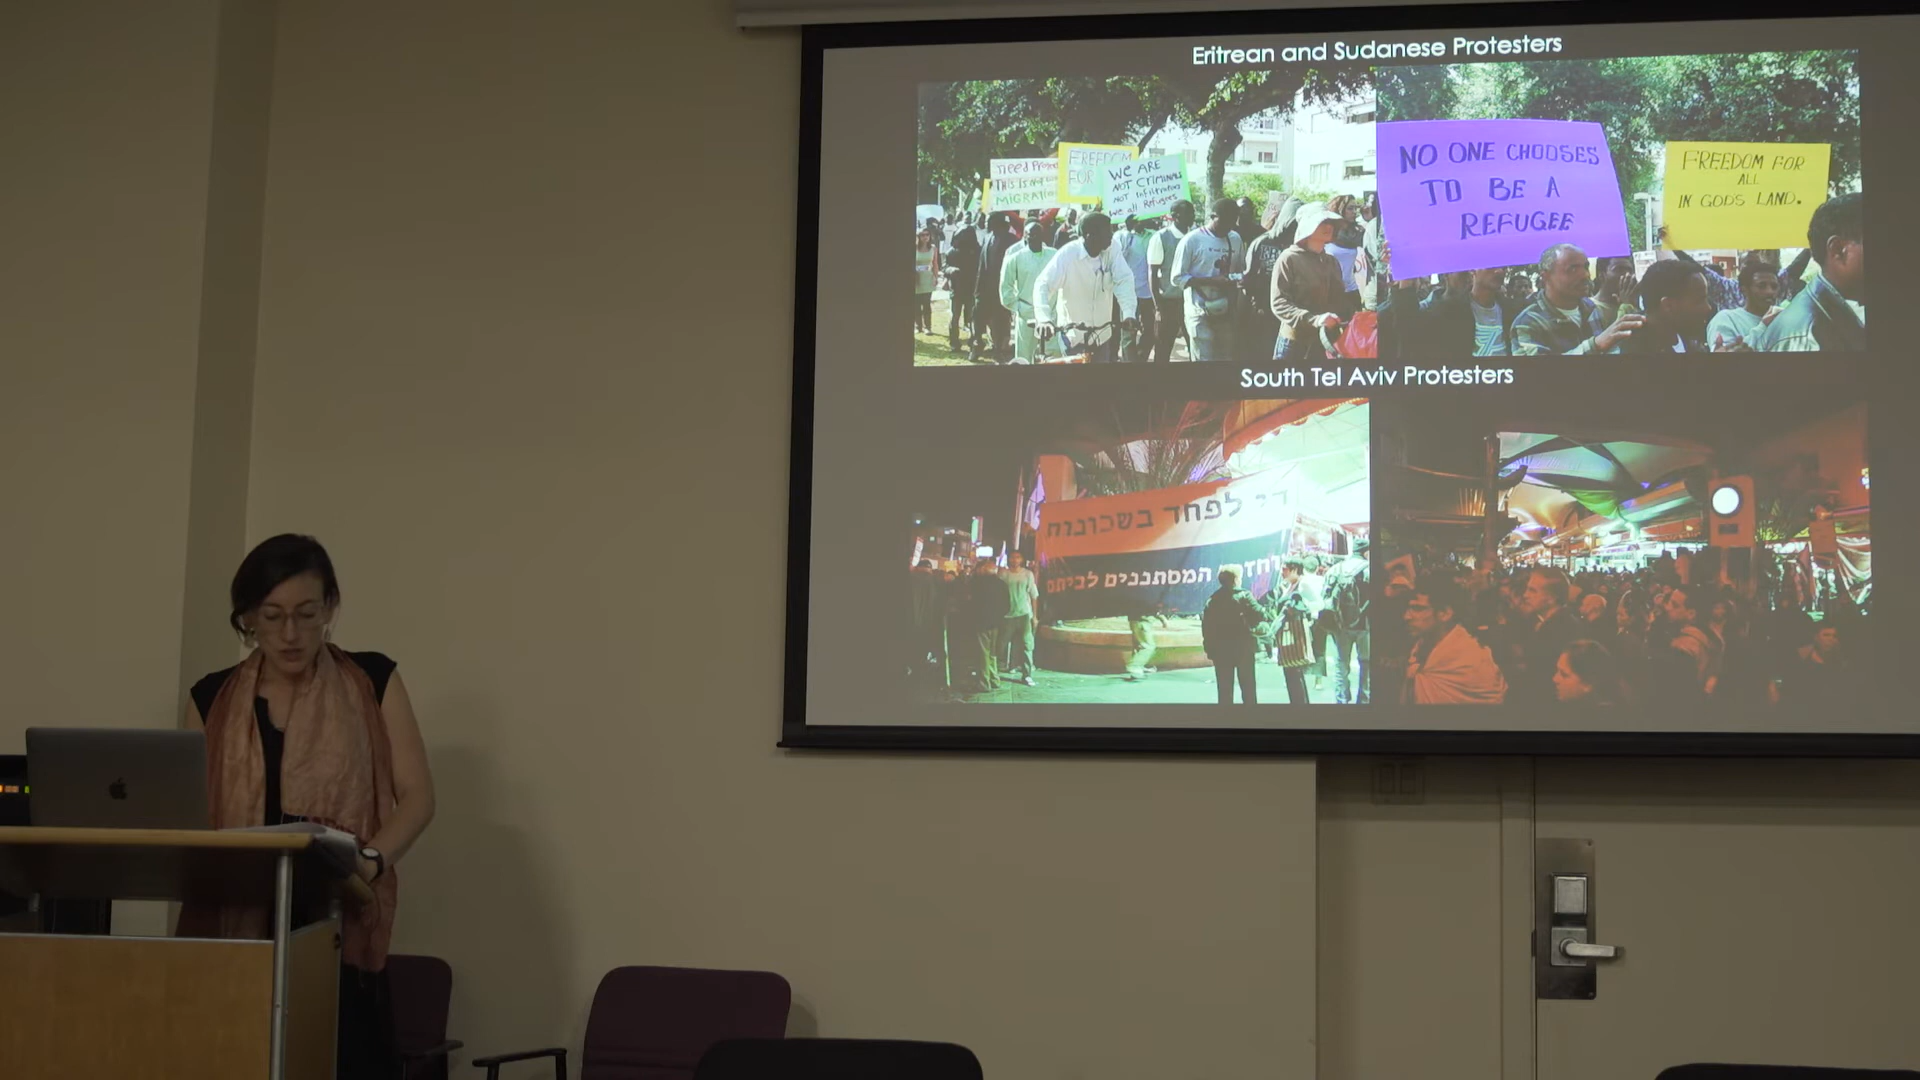 Eritrean and Sudanese Protesters
need
THIS IS NOT
MIGRATION
FREEDOM
FOR
WE ARE
NOT CRIMINALS
NOT infiltrators
we all Refugees
NO ONE CHOOSES
TO BE A
REFUGEE
FREEDOM FOR
ALL
IN GODS LAND.
South Tel Aviv Protesters
די לפחד בשכונות
המסתננים לביתם